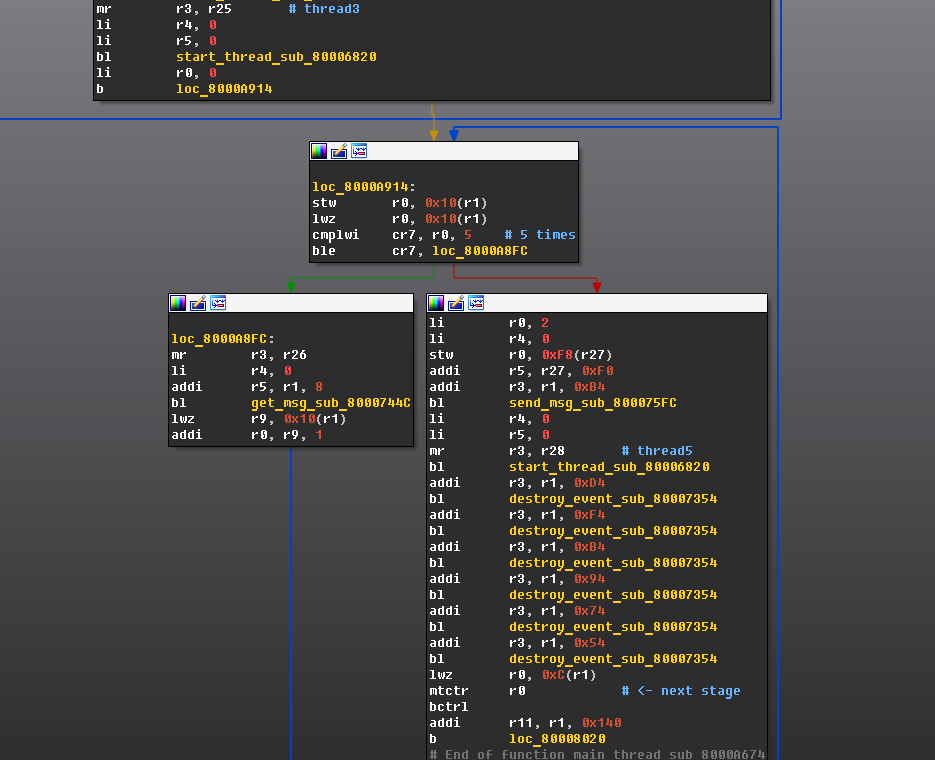 mr r3, r25 # thread3
li r4, 0
li r5, 0
bl start_thread_sub_80006820
li r0, 0
b loc_8000A914
loc_8000A914:
stw r0, 0x10(r1)
lwz r0, 0x10(r1)
cmplwi cr7, r0, 5 # 5 times
ble cr7, loc_8000A8FC
loc_8000A8FC:
mr r3, r26
li r4, 0
addi r5, r1, 8
bl get_msg_sub_8000744C
lwz r9, 0x10(r1)
addi r0, r9, 1
li r0, 2
li r4, 0
stw r0, 0xF8(r27)
addi r5, r27, 0xF0
addi r3, r1, 0xB4
bl send_msg_sub_800075FC
li r4, 0
li r5, 0
mr r3, r28 # thread5
bl start_thread_sub_80006820
addi r3, r1, 0xD4
bl destroy_event_sub_80007354
addi r3, r1, 0xF4
bl destroy_event_sub_80007354
addi r3, r1, 0xB4
bl destroy_event_sub_80007354
addi r3, r1, 0x94
bl destroy_event_sub_80007354
addi r3, r1, 0x74
bl destroy_event_sub_80007354
addi r3, r1, 0x54
bl destroy_event_sub_80007354
lwz r0, 0xC(r1)
mtctr r0 # <- next stage
bctrl
addi r11, r1, 0x140
b loc_80008020
# End of function main_thread_sub_8000A674